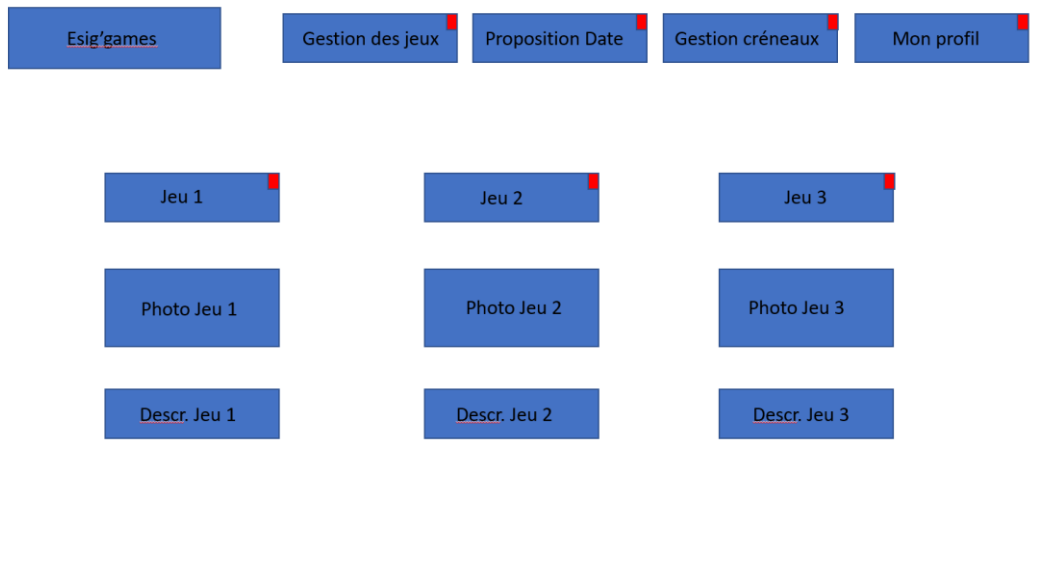 Esig’games
Gestion des jeux
Proposition Date
Gestion créneaux
Mon profil
Jeu 1
Jeu 2
Jeu 3
Photo Jeu 1
Photo Jeu 2
Photo Jeu 3
Descr. Jeu 1
Descr. Jeu 2
Descr. Jeu 3